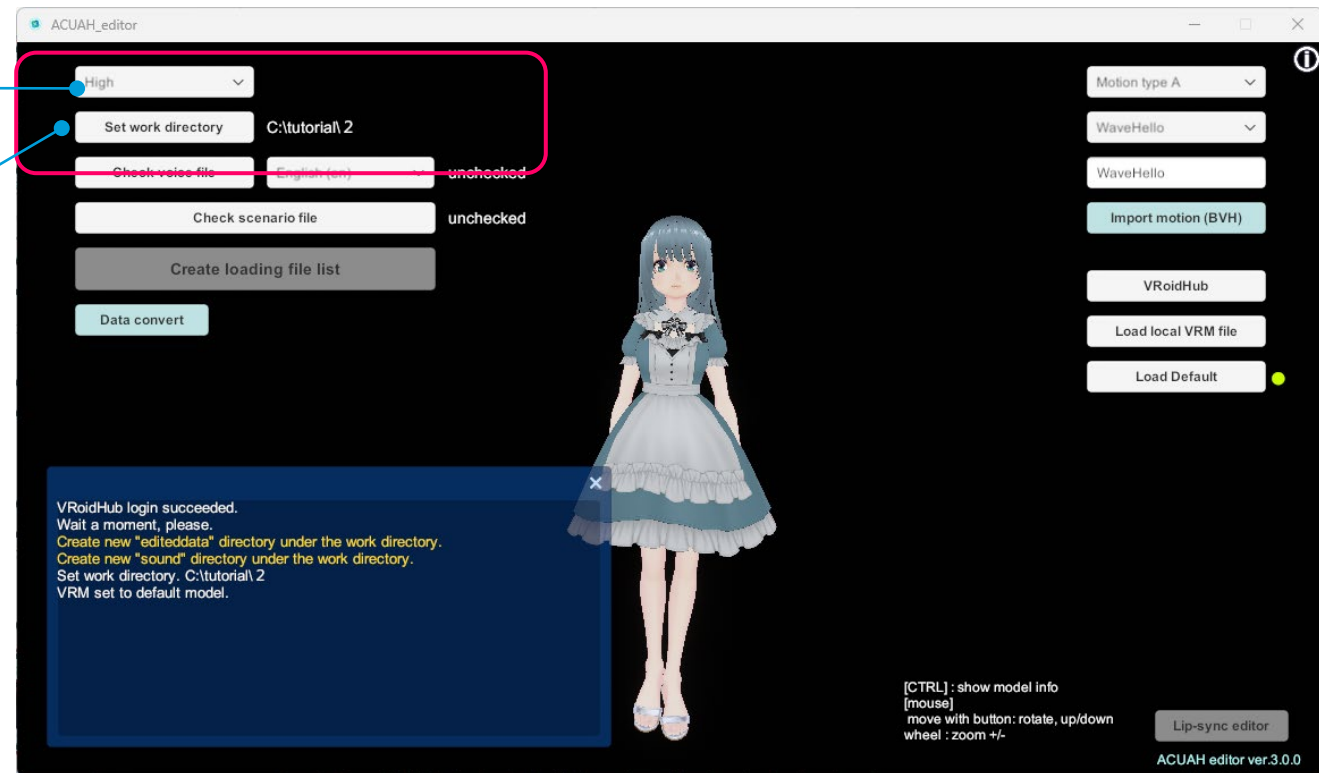 ACUAH_editor
High
Set work directory C:\tutorial\ 2
Check voice file English (en) unchecked
Check scenario file unchecked
Create loading file list
Data convert
Motion type A
WaveHello
WaveHello
Import motion (BVH)
VRoidHub
Load local VRM file
Load Default
VRoidHub login succeeded.
Wait a moment, please.
Create new "editeddata" directory under the work directory.
Create new "sound" directory under the work directory.
Set work directory. C:\tutorial\ 2
VRM set to default model.
[CTRL] : show model info
[mouse]
move with button: rotate, up/down
wheel : zoom +/-
Lip-sync editor
ACUAH editor ver.3.0.0